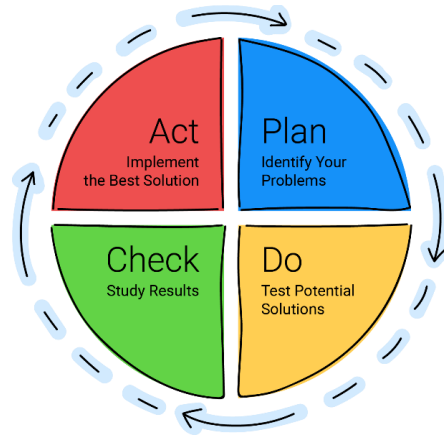 Act
Implement
the Best Solution
Plan
Identify Your
Problems
Check
Study Results
Do
Test Potential
Solutions